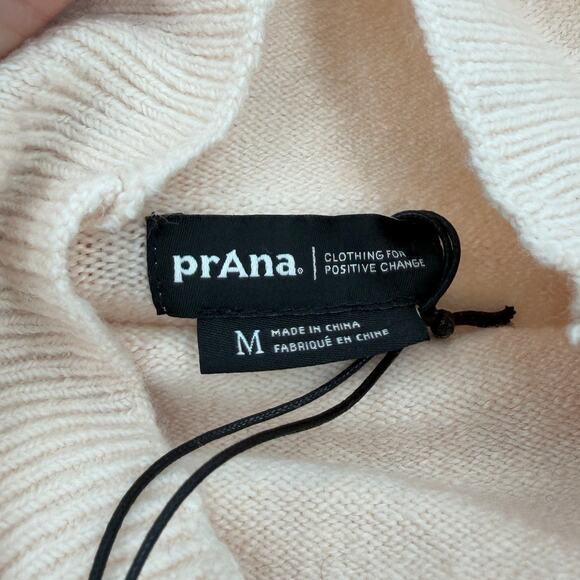 prAna
CLOTHING FOR
POSITIVE CHANGE
M
MADE IN CHINA
FABRIQUÉ EN CHINE